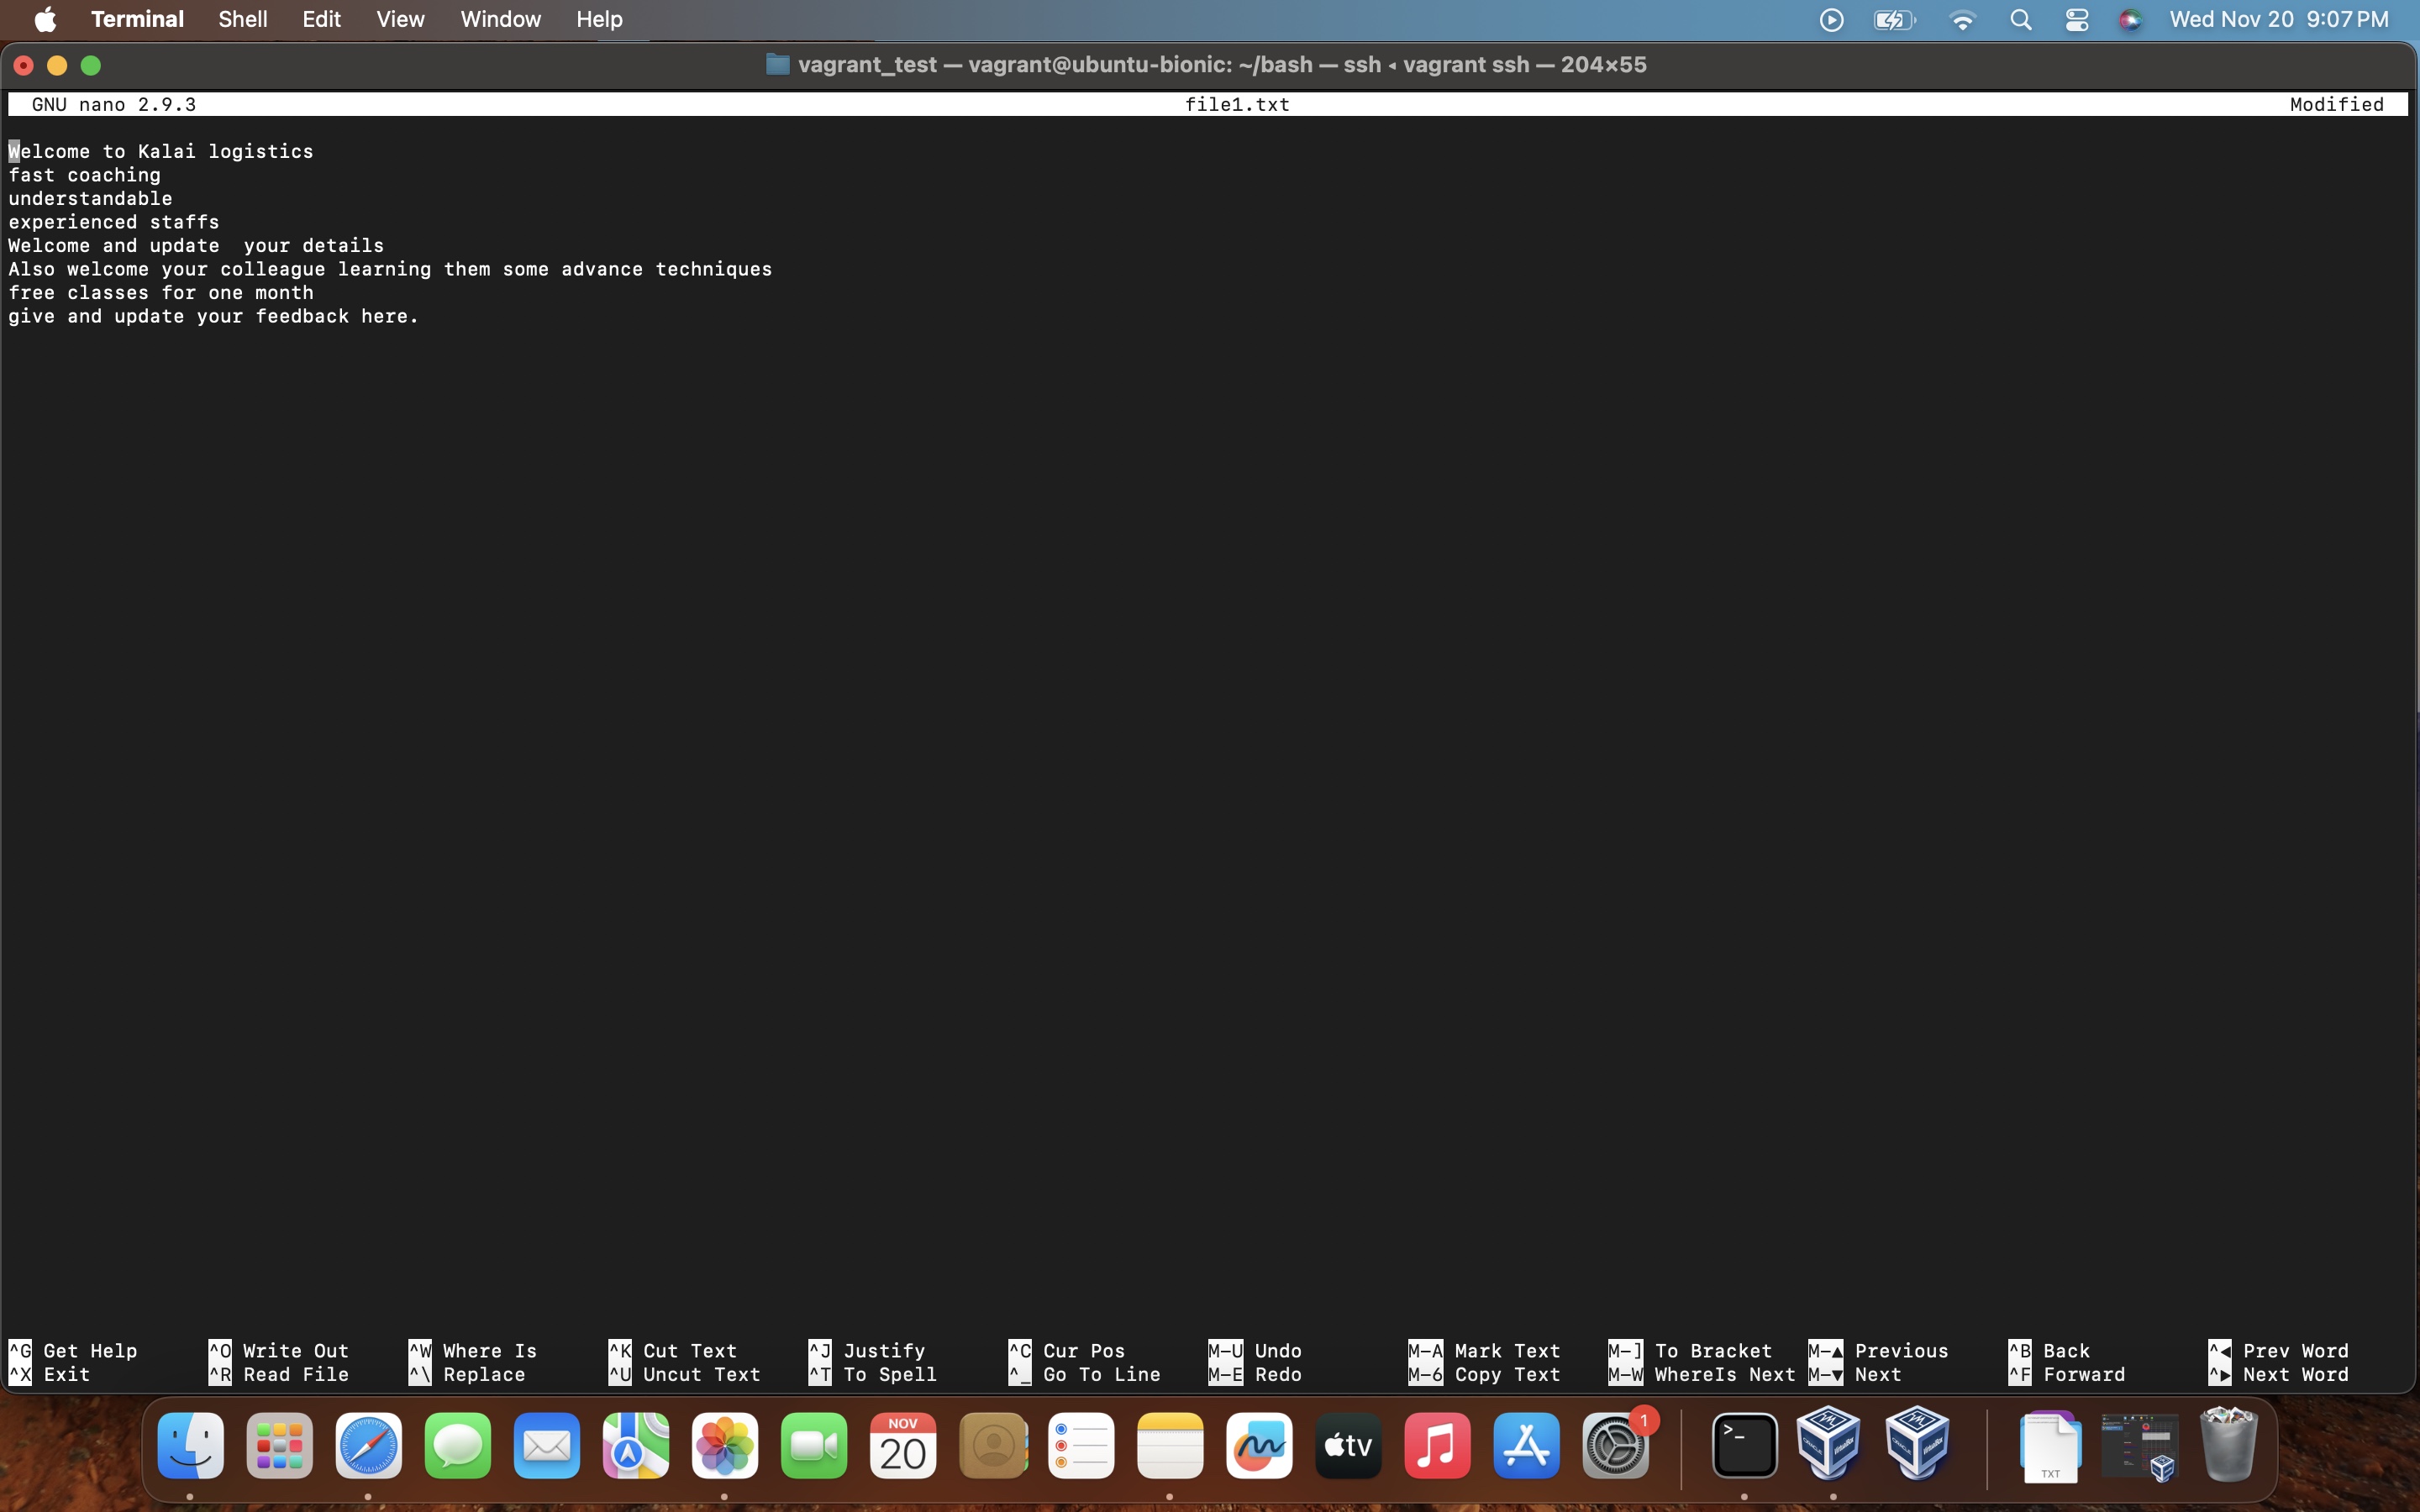 Terminal Shell Edit View Window Help Wed Nov 20 9:07 PM
vagrant_test — vagrant@ubuntu-bionic: ~/bash — ssh ◂ vagrant ssh — 204×55
GNU nano 2.9.3 file1.txt Modified
Welcome to Kalai logistics
fast coaching
understandable
experienced staffs
Welcome and update  your details
Also welcome your colleague learning them some advance techniques
free classes for one month
give and update your feedback here.
^G Get Help ^O Write Out ^W Where Is ^K Cut Text ^J Justify ^C Cur Pos M-U Undo M-A Mark Text M-] To Bracket M-▲ Previous ^B Back ^◀ Prev Word
^X Exit ^R Read File ^\ Replace ^U Uncut Text ^T To Spell ^_ Go To Line M-E Redo M-6 Copy Text M-W WhereIs Next M-▼ Next ^F Forward ^▶ Next Word
NOV
20
tv
1
>_
TXT